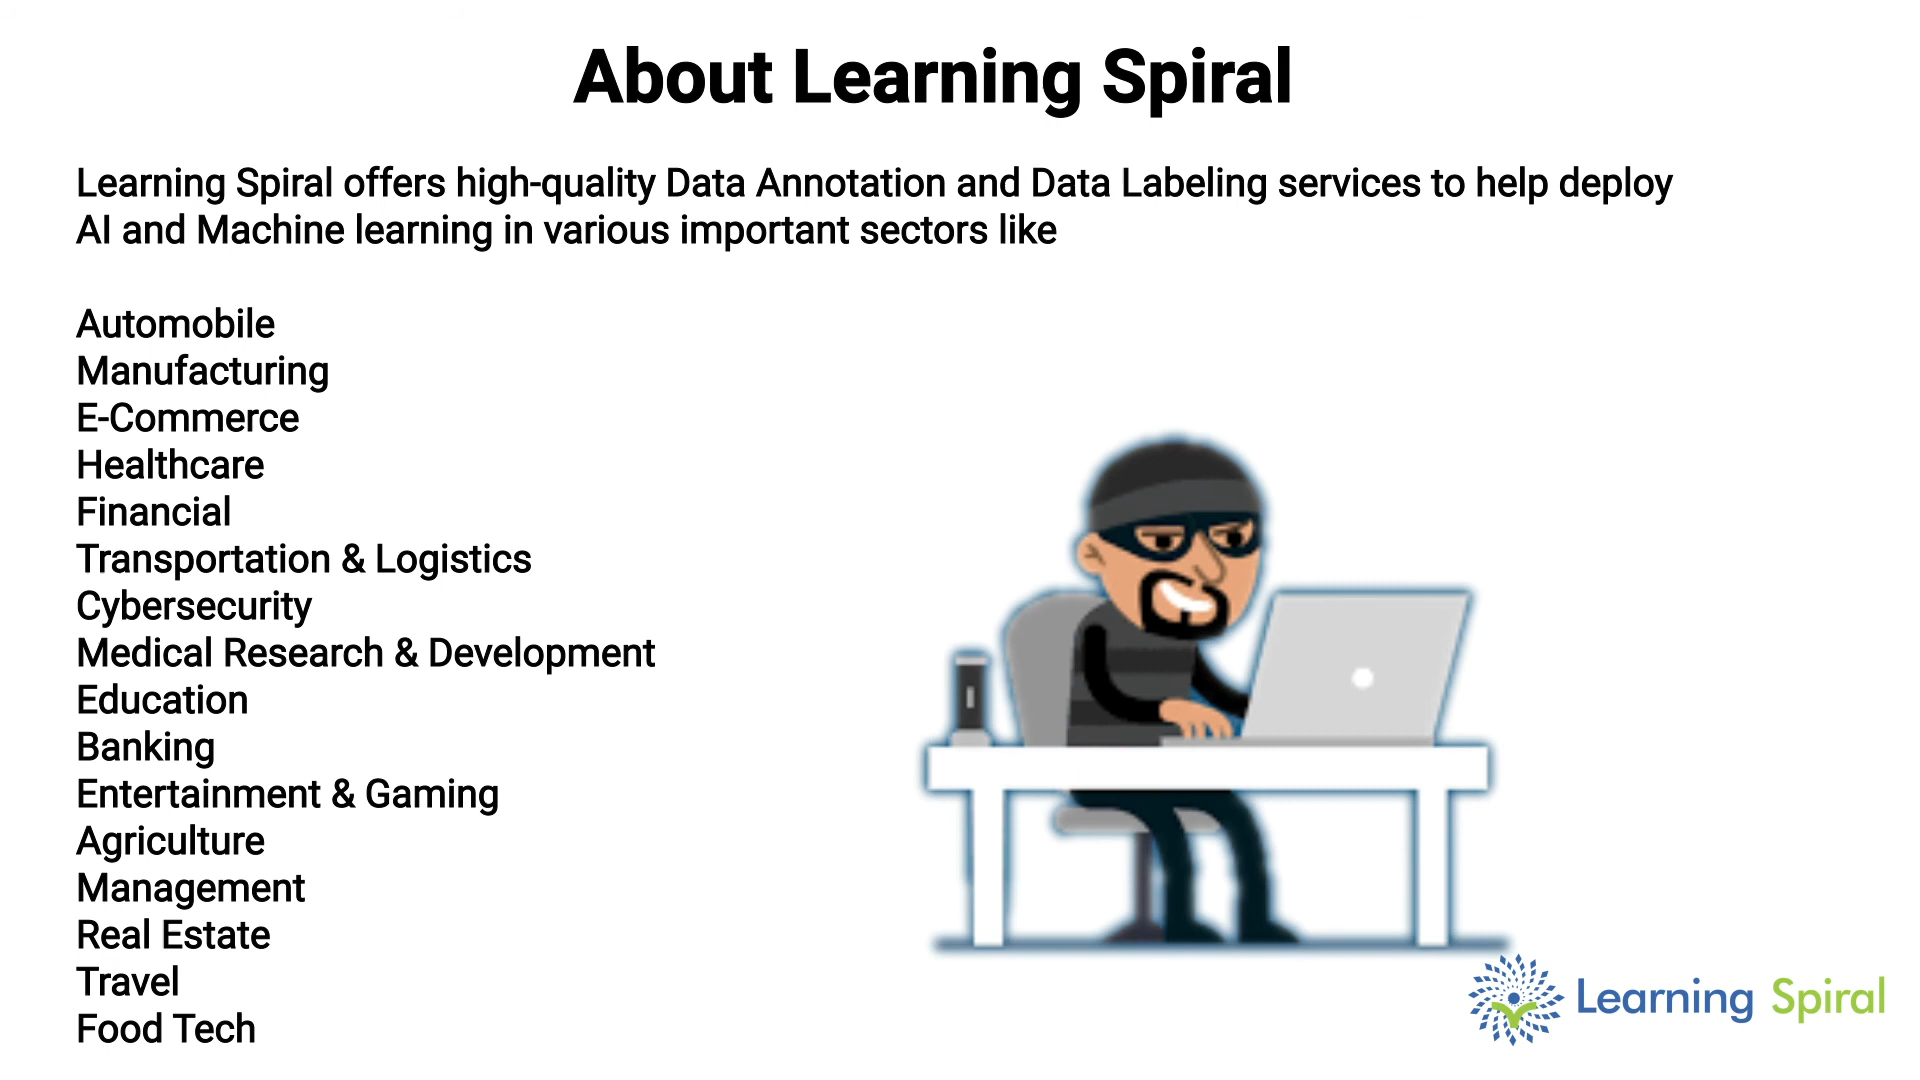 About Learning Spiral
Learning Spiral offers high-quality Data Annotation and Data Labeling services to help deploy
AI and Machine learning in various important sectors like
Automobile
Manufacturing
E-Commerce
Healthcare
Financial
Transportation & Logistics
Cybersecurity
Medical Research & Development
Education
Banking
Entertainment & Gaming
Agriculture
Management
Real Estate
Travel
Food Tech
Learning Spiral